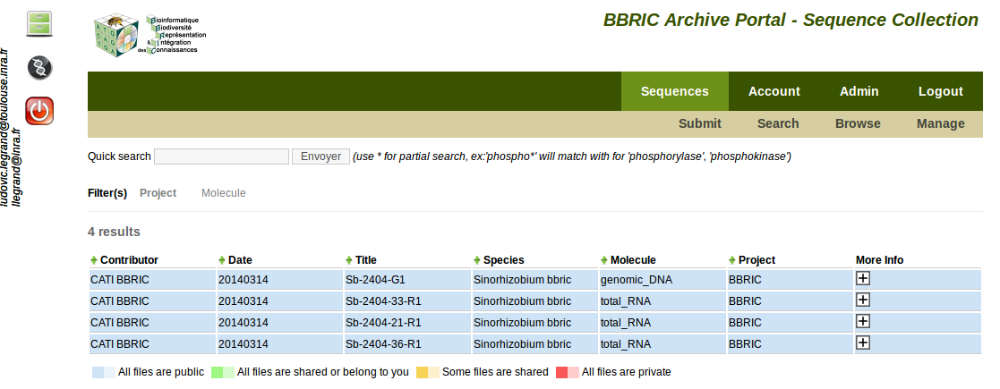 Bioinformatique
Biodiversité
Représentation
& Intégration
des Connaissances
ATGG
CAG
ACTG
TGA
BBRIC Archive Portal - Sequence Collection
ludovic.legrand@toulouse.inra.fr
llegrand@inra.fr
Sequences Account Admin Logout
Submit Search Browse Manage
Quick search Envoyer (use * for partial search, ex:'phospho*' will match with for 'phosphorylase', 'phosphokinase')
Filter(s) Project Molecule
4 results
Contributor Date Title Species Molecule Project More Info
CATI BBRIC 20140314 Sb-2404-G1 Sinorhizobium bbric genomic_DNA BBRIC
CATI BBRIC 20140314 Sb-2404-33-R1 Sinorhizobium bbric total_RNA BBRIC
CATI BBRIC 20140314 Sb-2404-21-R1 Sinorhizobium bbric total_RNA BBRIC
CATI BBRIC 20140314 Sb-2404-36-R1 Sinorhizobium bbric total_RNA BBRIC
All files are public All files are shared or belong to you Some files are shared All files are private